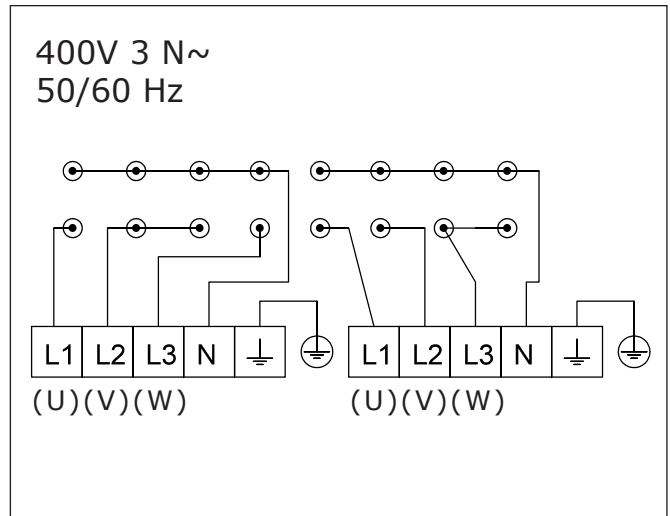 400V 3 N~
50/60 Hz
L1 L2 L3 N L1 L2 L3 N
(U)(V)(W) (U)(V)(W)